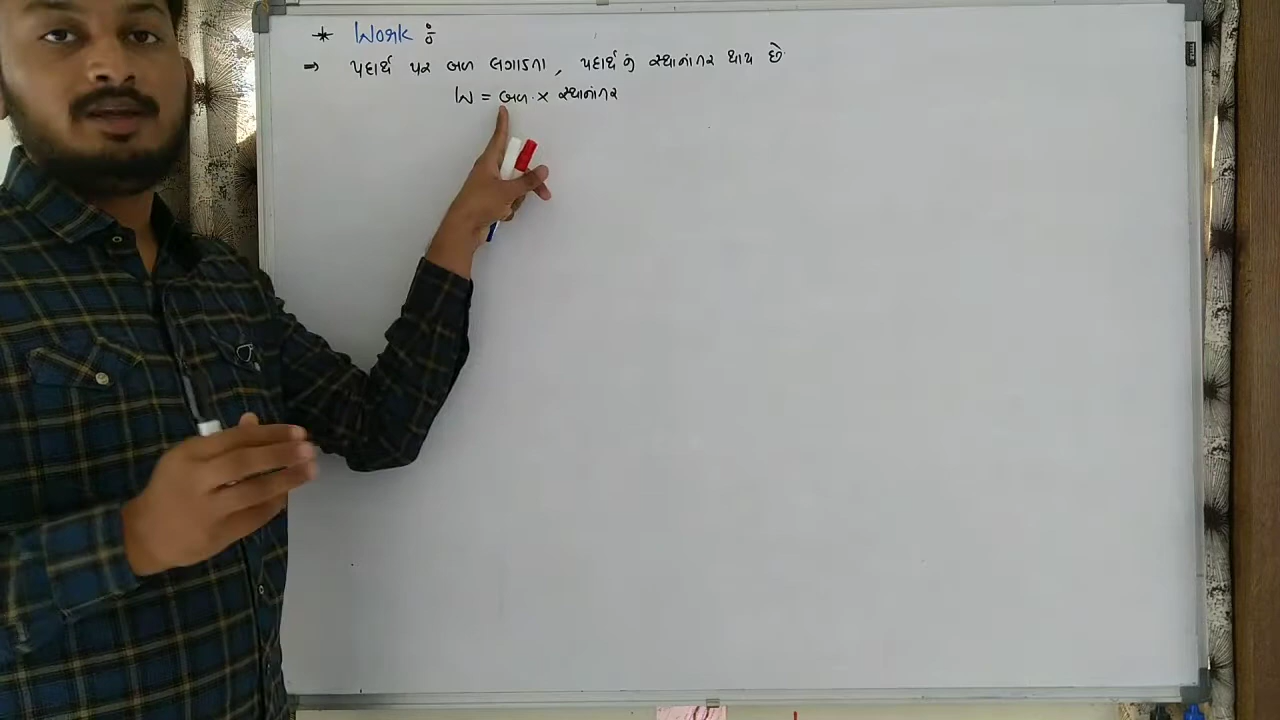 * Work :
⇒ પદાર્થ પર બળ લગાડતા , પદાર્થ નું સ્થાનાંતર થાય છે.
W = બળ × સ્થાનાંતર